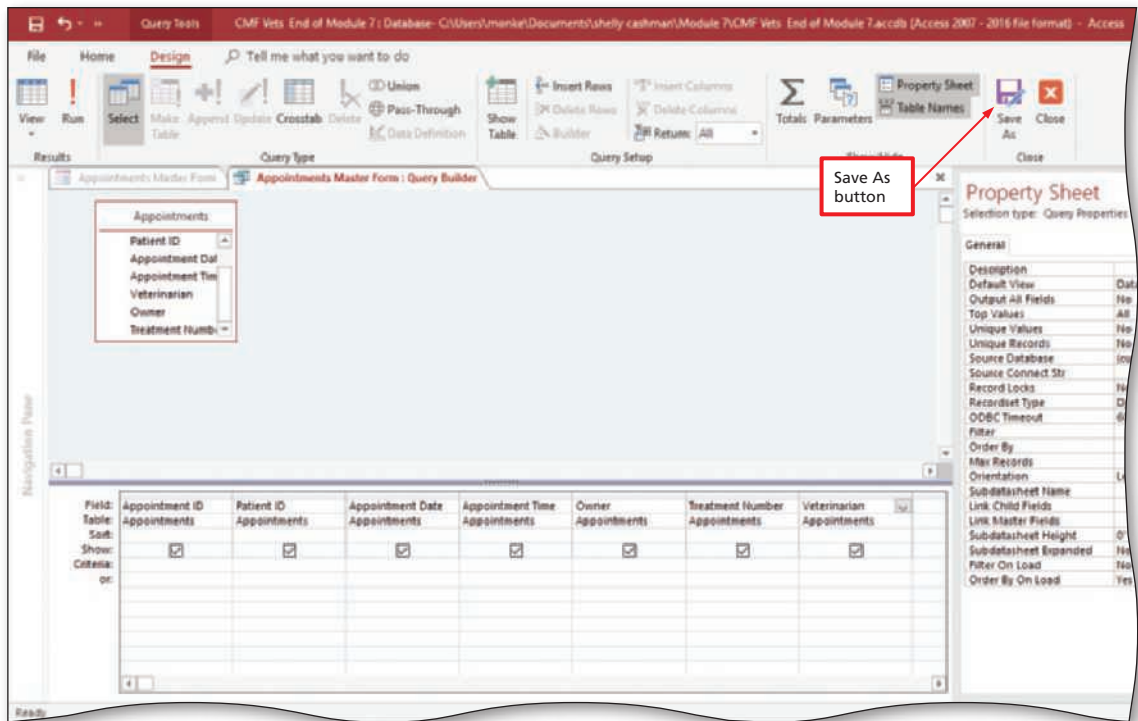 Query Tools CMF Vets End of Module 7 : Database- C:\Users\monke\Documents\shelly cashman\Module 7\CMF Vets End of Module 7.accdb (Access 2007 - 2016 file format) - Access
File Home Design Tell me what you want to do
View
Run
Select
Make Table
Append
Update
Crosstab
Delete
Union
Pass-Through
Data Definition
Show Table
Insert Rows
Delete Rows
Builder
Insert Columns
Delete Columns
Return: All
Totals
Parameters
Property Sheet
Table Names
Save As
Close
Results Query Type Query Setup Show/Hide Close
Save As
button
Appointments Master Form
Appointments Master Form : Query Builder
Navigation Pane
Appointments
Patient ID
Appointment Dat
Appointment Tim
Veterinarian
Owner
Treatment Numb
Field: Appointment ID Patient ID Appointment Date Appointment Time Owner Treatment Number Veterinarian
Table: Appointments Appointments Appointments Appointments Appointments Appointments Appointments
Sort:
Show:
Criteria:
or:
Property Sheet
Selection type: Query Properties
General
Description
Default View Data
Output All Fields No
Top Values All
Unique Values No
Unique Records No
Source Database
Source Connect Str
Record Locks
Recordset Type
ODBC Timeout
Filter
Order By
Max Records
Orientation
Subdatasheet Name
Link Child Fields
Link Master Fields
Subdatasheet Height 0"
Subdatasheet Expanded No
Filter On Load No
Order By On Load Yes
Ready